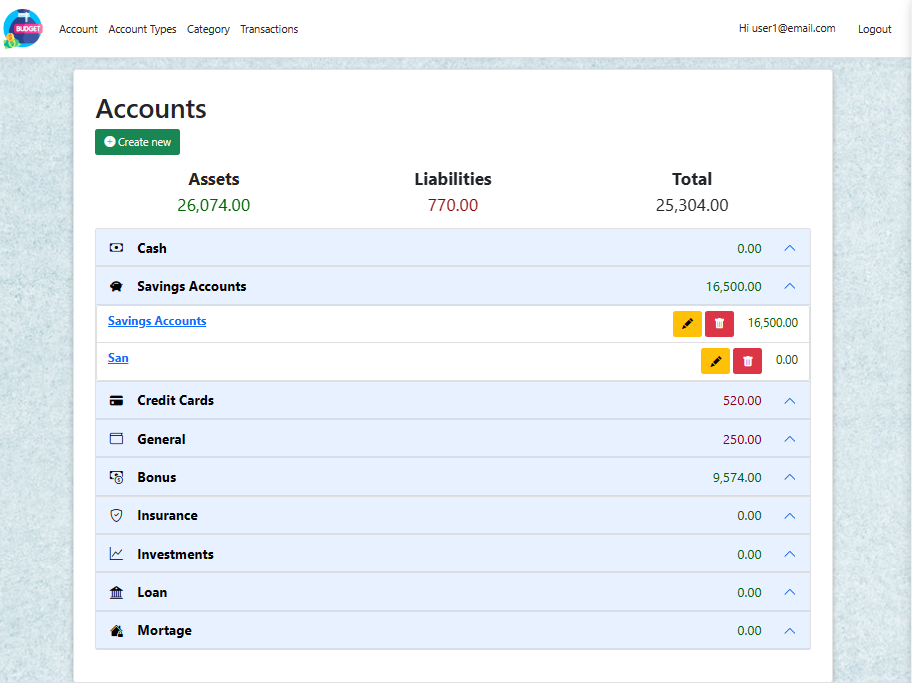 BUDGET
Account Account Types Category Transactions Hi user1@email.com Logout
Accounts
Create new
Assets Liabilities Total
26,074.00 770.00 25,304.00
Cash 0.00
Savings Accounts 16,500.00
Savings Accounts 16,500.00
San 0.00
Credit Cards 520.00
General 250.00
Bonus 9,574.00
Insurance 0.00
Investments 0.00
Loan 0.00
Mortage 0.00